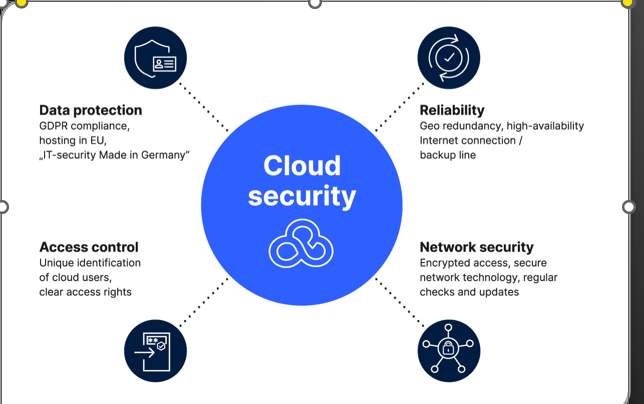 Data protection
GDPR compliance,
hosting in EU,
„IT-security Made in Germany“
Reliability
Geo redundancy, high-availability
Internet connection /
backup line
Cloud
security
Access control
Unique identification
of cloud users,
clear access rights
Network security
Encrypted access, secure
network technology, regular
checks and updates